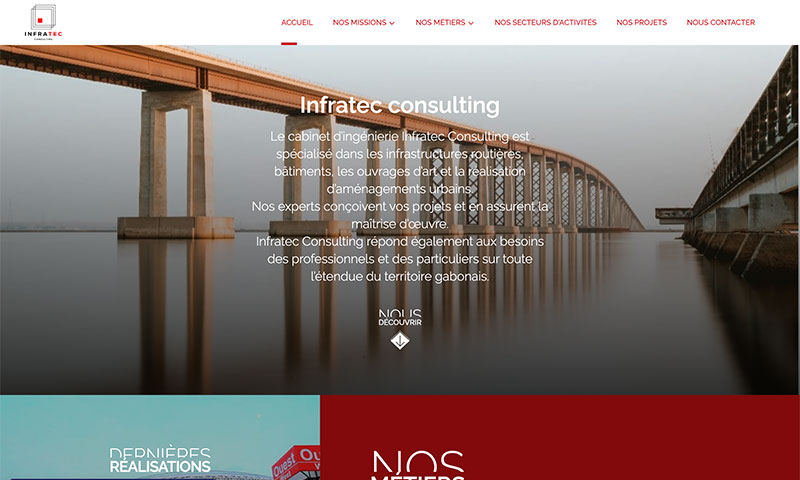 INFRATEC
CONSULTING
ACCUEIL
NOS MISSIONS
NOS MÉTIERS
NOS SECTEURS D'ACTIVITÉS
NOS PROJETS
NOUS CONTACTER
Infratec consulting
Le cabinet d'ingénierie Infratec Consulting est
spécialisé dans les infrastructures routières,
bâtiments, les ouvrages d'art et la réalisation
d'aménagements urbains.
Nos experts conçoivent vos projets et en assurent la
maîtrise d'œuvre.
Infratec Consulting répond également aux besoins
des professionnels et des particuliers sur toute
l'étendue du territoire gabonais.
NOUS
DÉCOUVRIR
DERNIÈRES
RÉALISATIONS
Ouest
NOS
MÉTIERS